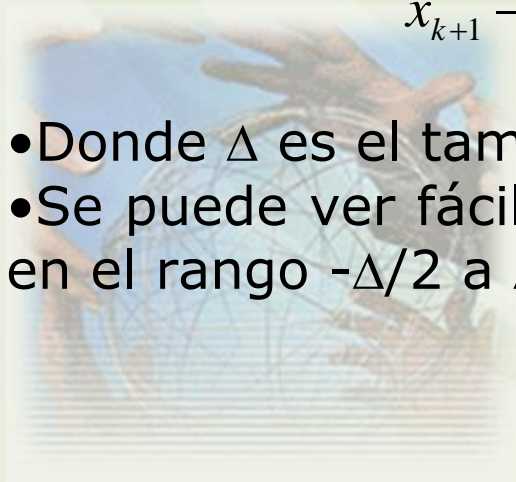 x_{k+1} –
•Donde Δ es el tam
•Se puede ver fácil
en el rango -Δ/2 a